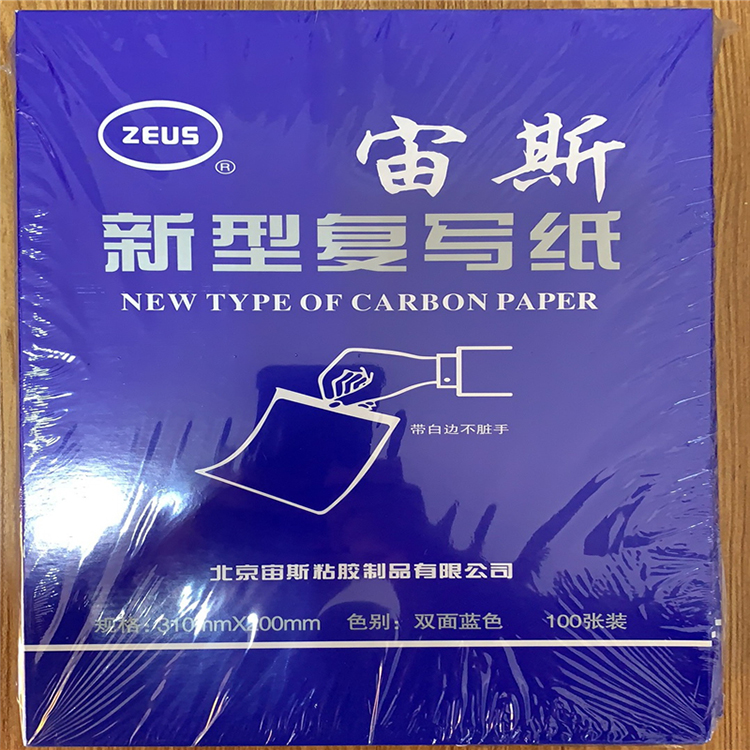 ZEUS
®
宙斯
新型复写纸
NEW TYPE OF CARBON PAPER
带白边不脏手
北京宙斯粘胶制品有限公司
规格：310mmX200mm 色别：双面蓝色 100张装